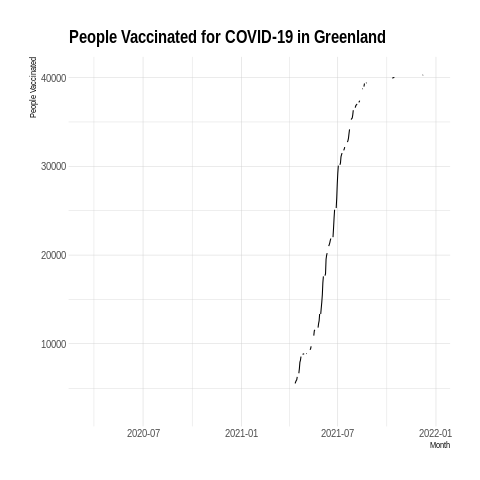 People Vaccinated for COVID-19 in Greenland
People Vaccinated
40000
30000
20000
10000
2020-07 2021-01 2021-07 2022-01
Month